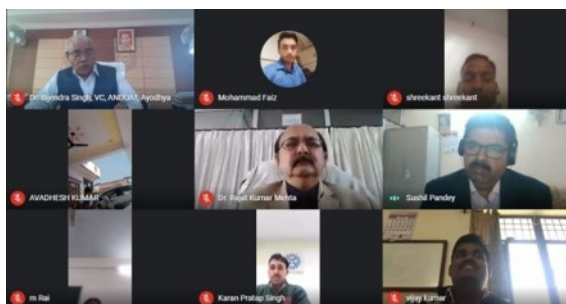 Dr. Bijendra Singh, VC, ANDUAT, Ayodhya
Mohammad Faiz
shreekant shreekant
AVADHESH KUMAR
Dr. Rajat Kumar Mehta
Sushil Pandey
m Rai
Karan Pratap Singh
vijay kumar